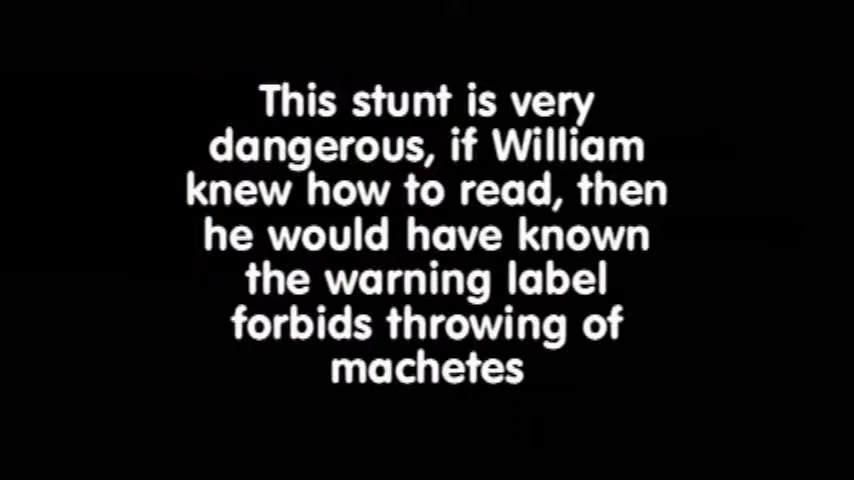 This stunt is very
dangerous, if William
knew how to read, then
he would have known
the warning label
forbids throwing of
machetes